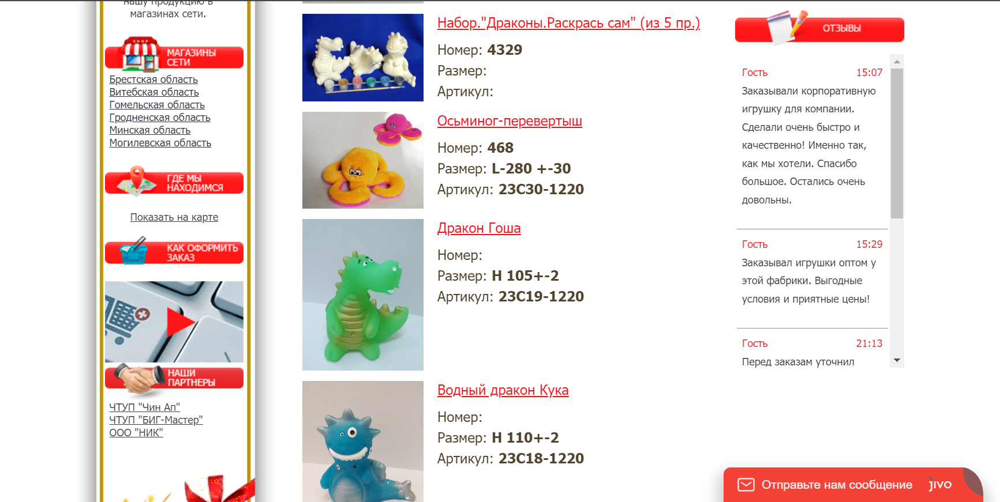 нашу продукцию в
магазинах сети.
SHOP
МАГАЗИНЫ
СЕТИ
Брестская область
Витебская область
Гомельская область
Гродненская область
Минская область
Могилевская область
ГДЕ МЫ
НАХОДИМСЯ
Показать на карте
КАК ОФОРМИТЬ
ЗАКАЗ
НАШИ
ПАРТНЕРЫ
ЧТУП "Чин Ап"
ЧТУП "БИГ-Мастер"
ООО "НИК"
Набор."Драконы.Раскрась сам" (из 5 пр.)
Номер: 4329
Размер:
Артикул:
Осьминог-перевертыш
Номер: 468
Размер: L-280 +-30
Артикул: 23С30-1220
Дракон Гоша
Номер:
Размер: Н 105+-2
Артикул: 23С19-1220
Водный дракон Кука
Номер:
Размер: Н 110+-2
Артикул: 23С18-1220
ОТЗЫВЫ
Гость 15:07
Заказывали корпоративную
игрушку для компании.
Сделали очень быстро и
качественно! Именно так,
как мы хотели. Спасибо
большое. Остались очень
довольны.
Гость 15:29
Заказывал игрушки оптом у
этой фабрики. Выгодные
условия и приятные цены!
Гость 21:13
Перед заказам уточнил
Отправьте нам сообщение jivo